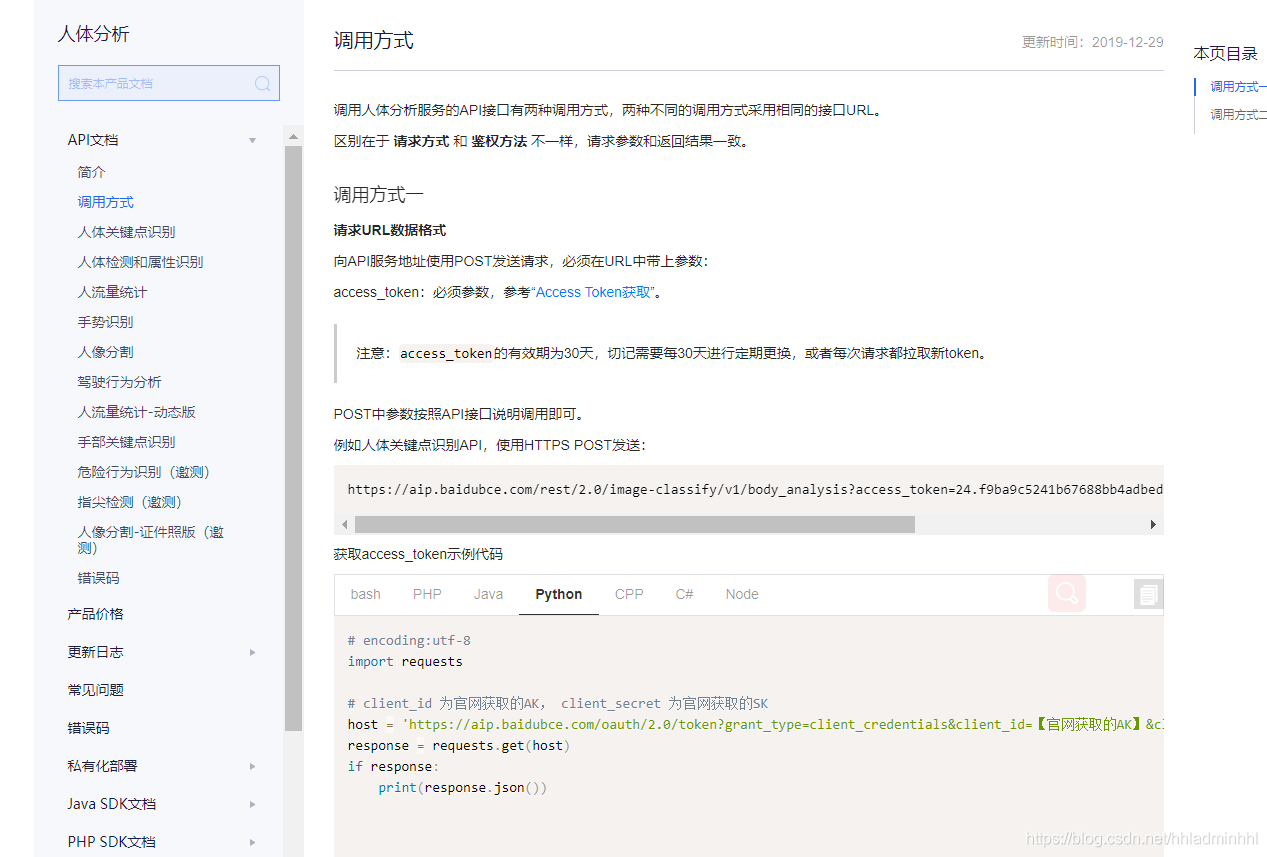 人体分析
搜索本产品文档
API文档
简介
调用方式
人体关键点识别
人体检测和属性识别
人流量统计
手势识别
人像分割
驾驶行为分析
人流量统计-动态版
手部关键点识别
危险行为识别（邀测）
指尖检测（邀测）
人像分割-证件照版（邀
测）
错误码
产品价格
更新日志
常见问题
错误码
私有化部署
Java SDK文档
PHP SDK文档
调用方式
更新时间：2019-12-29
调用人体分析服务的API接口有两种调用方式，两种不同的调用方式采用相同的接口URL。
区别在于 请求方式 和 鉴权方法 不一样，请求参数和返回结果一致。
调用方式一
请求URL数据格式
向API服务地址使用POST发送请求，必须在URL中带上参数：
access_token：必须参数，参考“Access Token获取”。
注意：access_token的有效期为30天，切记需要每30天进行定期更换，或者每次请求都拉取新token。
POST中参数按照API接口说明调用即可。
例如人体关键点识别API，使用HTTPS POST发送：
https://aip.baidubce.com/rest/2.0/image-classify/v1/body_analysis?access_token=24.f9ba9c5241b67688bb4adbed
获取access_token示例代码
bash PHP Java Python CPP C# Node
# encoding:utf-8
import requests
# client_id 为官网获取的AK， client_secret 为官网获取的SK
host = 'https://aip.baidubce.com/oauth/2.0/token?grant_type=client_credentials&client_id=【官网获取的AK】&cl
response = requests.get(host)
if response:
print(response.json())
本页目录
调用方式一
调用方式二
https://blog.csdn.net/hhladminhhl